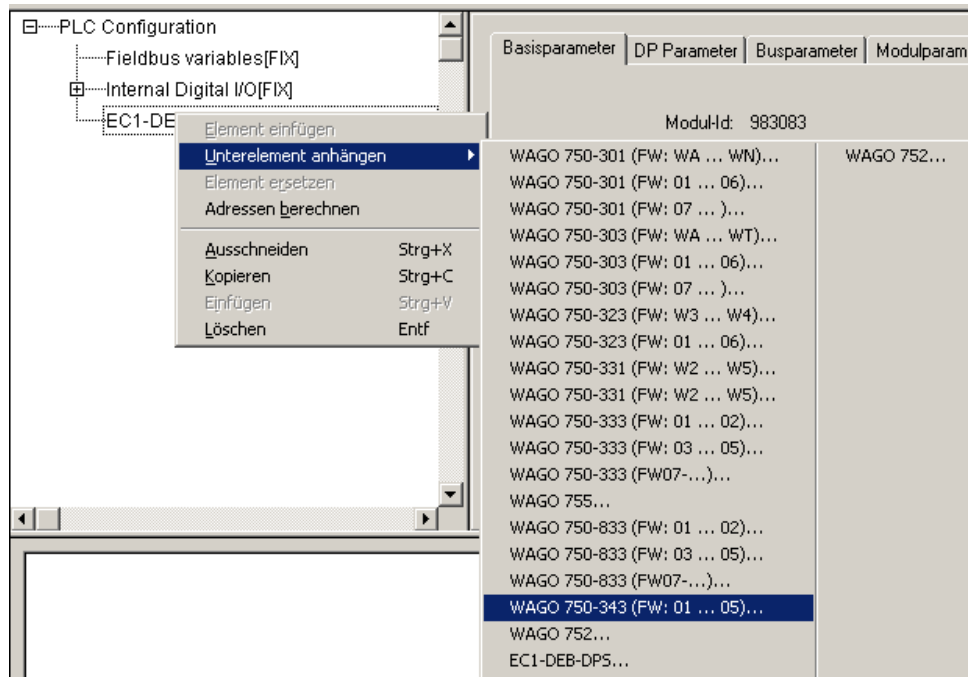 PLC Configuration
Fieldbus variables[FIX]
Internal Digital I/O[FIX]
EC1-DE
Basisparameter DP Parameter Busparameter Modulparam
Modul-Id: 983083
Element einfügen
Unterelement anhängen
Element ersetzen
Adressen berechnen
Ausschneiden Strg+X
Kopieren Strg+C
Einfügen Strg+V
Löschen Entf
WAGO 750-301 (FW: WA ... WN)...
WAGO 750-301 (FW: 01 ... 06)...
WAGO 750-301 (FW: 07 ... )...
WAGO 750-303 (FW: WA ... WT)...
WAGO 750-303 (FW: 01 ... 06)...
WAGO 750-303 (FW: 07 ... )...
WAGO 750-323 (FW: W3 ... W4)...
WAGO 750-323 (FW: 01 ... 06)...
WAGO 750-331 (FW: W2 ... W5)...
WAGO 750-331 (FW: W2 ... W5)...
WAGO 750-333 (FW: 01 ... 02)...
WAGO 750-333 (FW: 03 ... 05)...
WAGO 750-333 (FW07-...)...
WAGO 755...
WAGO 750-833 (FW: 01 ... 02)...
WAGO 750-833 (FW: 03 ... 05)...
WAGO 750-833 (FW07-...)...
WAGO 750-343 (FW: 01 ... 05)...
WAGO 752...
EC1-DEB-DPS...
WAGO 752...